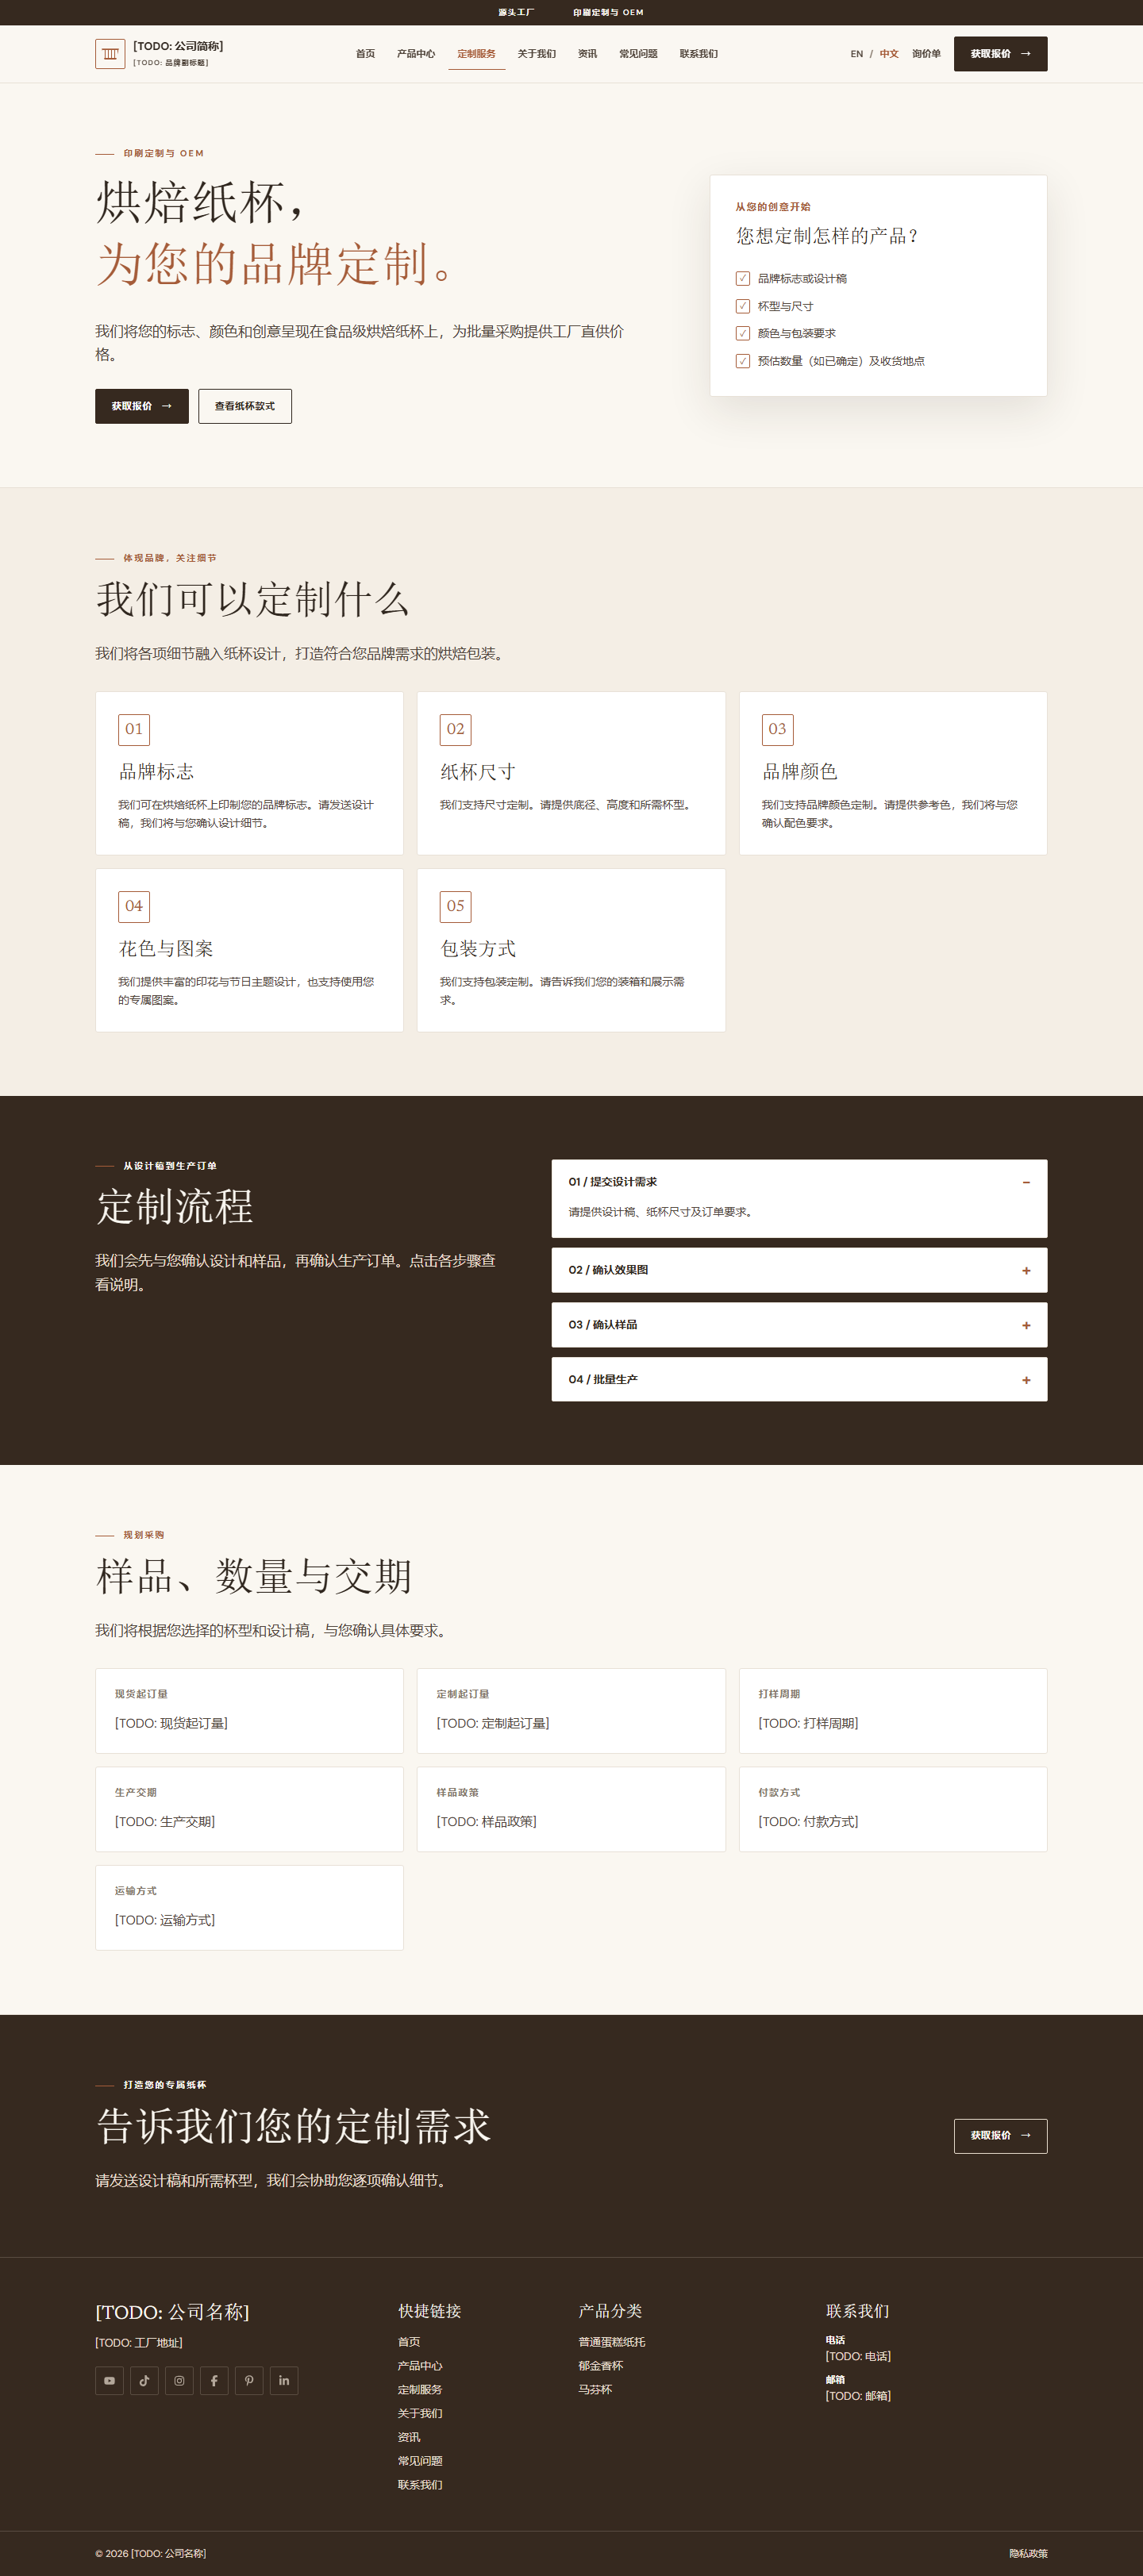 源头工厂 印刷定制与 OEM
[TODO: 公司简称]
[TODO: 品牌副标题]
首页 产品中心 定制服务 关于我们 资讯 常见问题 联系我们
EN / 中文 询价单 获取报价 →
印刷定制与 OEM
烘焙纸杯，
为您的品牌定制。
我们将您的标志、颜色和创意呈现在食品级烘焙纸杯上，为批量采购提供工厂直供价
格。
获取报价 → 查看纸杯款式
从您的创意开始
您想定制怎样的产品？
品牌标志或设计稿
杯型与尺寸
颜色与包装要求
预估数量（如已确定）及收货地点
体现品牌，关注细节
我们可以定制什么
我们将各项细节融入纸杯设计，打造符合您品牌需求的烘焙包装。
01
品牌标志
我们可在烘焙纸杯上印制您的品牌标志。请发送设计
稿，我们将与您确认设计细节。
02
纸杯尺寸
我们支持尺寸定制。请提供底径、高度和所需杯型。
03
品牌颜色
我们支持品牌颜色定制。请提供参考色，我们将与您
确认配色要求。
04
花色与图案
我们提供丰富的印花与节日主题设计，也支持使用您
的专属图案。
05
包装方式
我们支持包装定制。请告诉我们您的装箱和展示需
求。
从设计稿到生产订单
定制流程
我们会先与您确认设计和样品，再确认生产订单。点击各步骤查
看说明。
01 / 提交设计需求 −
请提供设计稿、纸杯尺寸及订单要求。
02 / 确认效果图 +
03 / 确认样品 +
04 / 批量生产 +
规划采购
样品、数量与交期
我们将根据您选择的杯型和设计稿，与您确认具体要求。
现货起订量
[TODO: 现货起订量]
定制起订量
[TODO: 定制起订量]
打样周期
[TODO: 打样周期]
生产交期
[TODO: 生产交期]
样品政策
[TODO: 样品政策]
付款方式
[TODO: 付款方式]
运输方式
[TODO: 运输方式]
打造您的专属纸杯
告诉我们您的定制需求
请发送设计稿和所需杯型，我们会协助您逐项确认细节。
获取报价 →
[TODO: 公司名称]
[TODO: 工厂地址]
快捷链接
首页
产品中心
定制服务
关于我们
资讯
常见问题
联系我们
产品分类
普通蛋糕纸托
郁金香杯
马芬杯
联系我们
电话
[TODO: 电话]
邮箱
[TODO: 邮箱]
© 2026 [TODO: 公司名称]
隐私政策